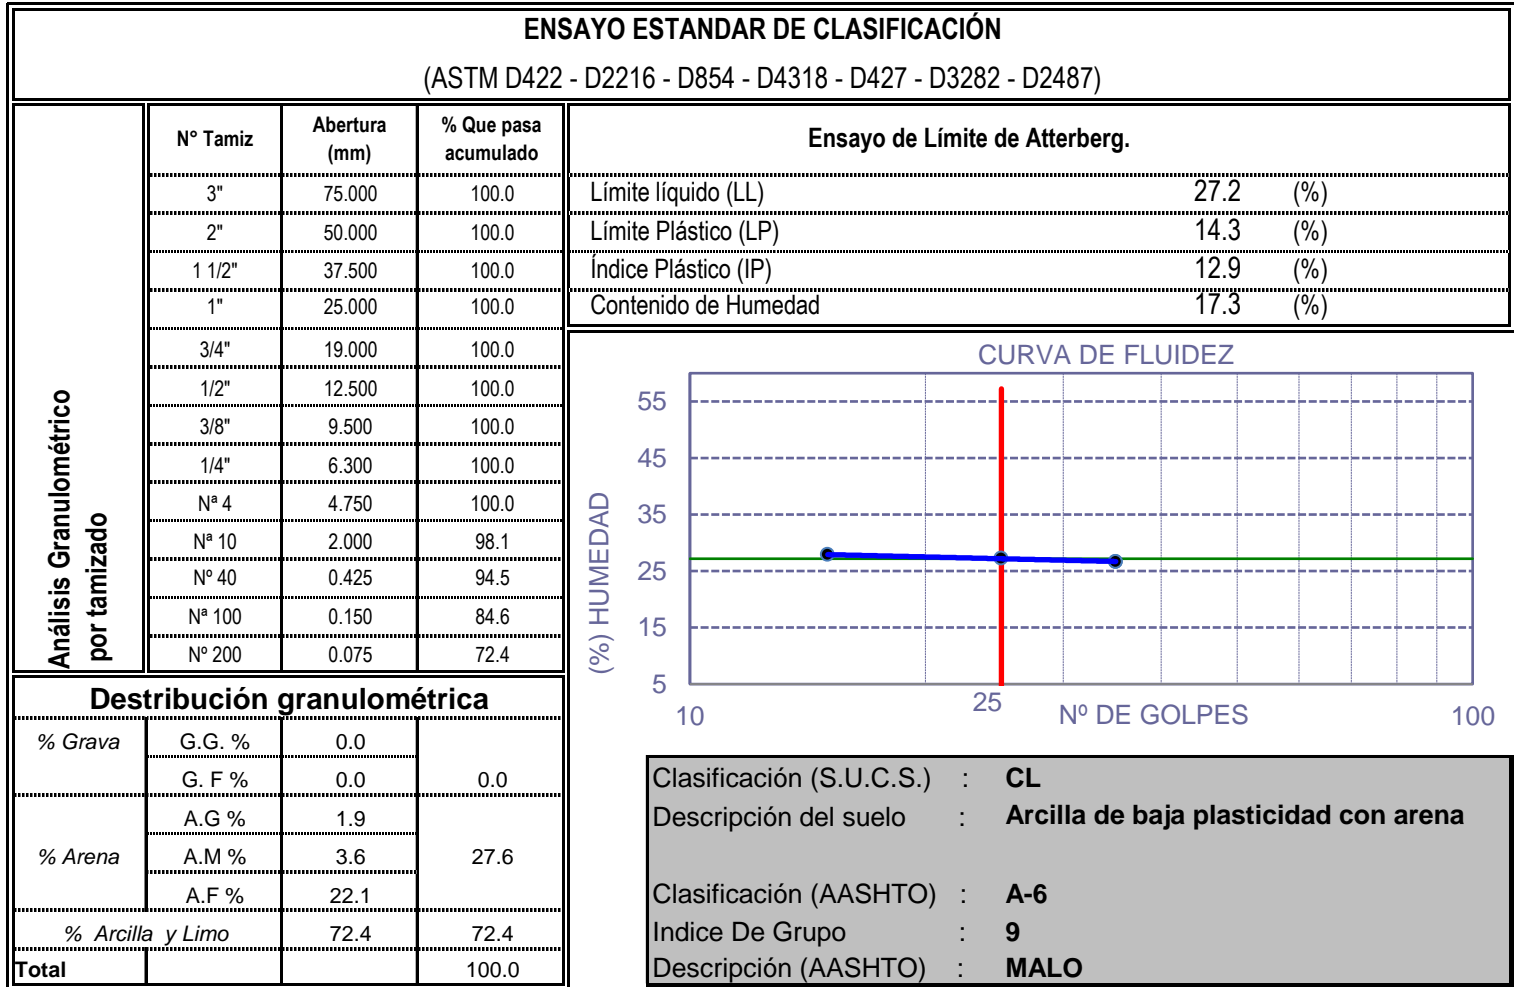 ENSAYO ESTANDAR DE CLASIFICACIÓN
(ASTM D422 - D2216 - D854 - D4318 - D427 - D3282 - D2487)
Análisis Granulométrico
por tamizado
N° Tamiz Abertura (mm) % Que pasa acumulado
3" 75.000 100.0
2" 50.000 100.0
1 1/2" 37.500 100.0
1" 25.000 100.0
3/4" 19.000 100.0
1/2" 12.500 100.0
3/8" 9.500 100.0
1/4" 6.300 100.0
Nª 4 4.750 100.0
Nª 10 2.000 98.1
Nº 40 0.425 94.5
Nª 100 0.150 84.6
Nº 200 0.075 72.4
Ensayo de Límite de Atterberg.
Límite líquido (LL) 27.2 (%)
Límite Plástico (LP) 14.3 (%)
Índice Plástico (IP) 12.9 (%)
Contenido de Humedad 17.3 (%)
CURVA DE FLUIDEZ
(%) HUMEDAD
55
45
35
25
15
5
10 25 100
Nº DE GOLPES
Destribución granulométrica
% Grava G.G. % 0.0
G. F % 0.0 0.0
A.G % 1.9
% Arena A.M % 3.6 27.6
A.F % 22.1
% Arcilla y Limo 72.4 72.4
Total 100.0
Clasificación (S.U.C.S.) : CL
Descripción del suelo : Arcilla de baja plasticidad con arena
Clasificación (AASHTO) : A-6
Indice De Grupo : 9
Descripción (AASHTO) : MALO